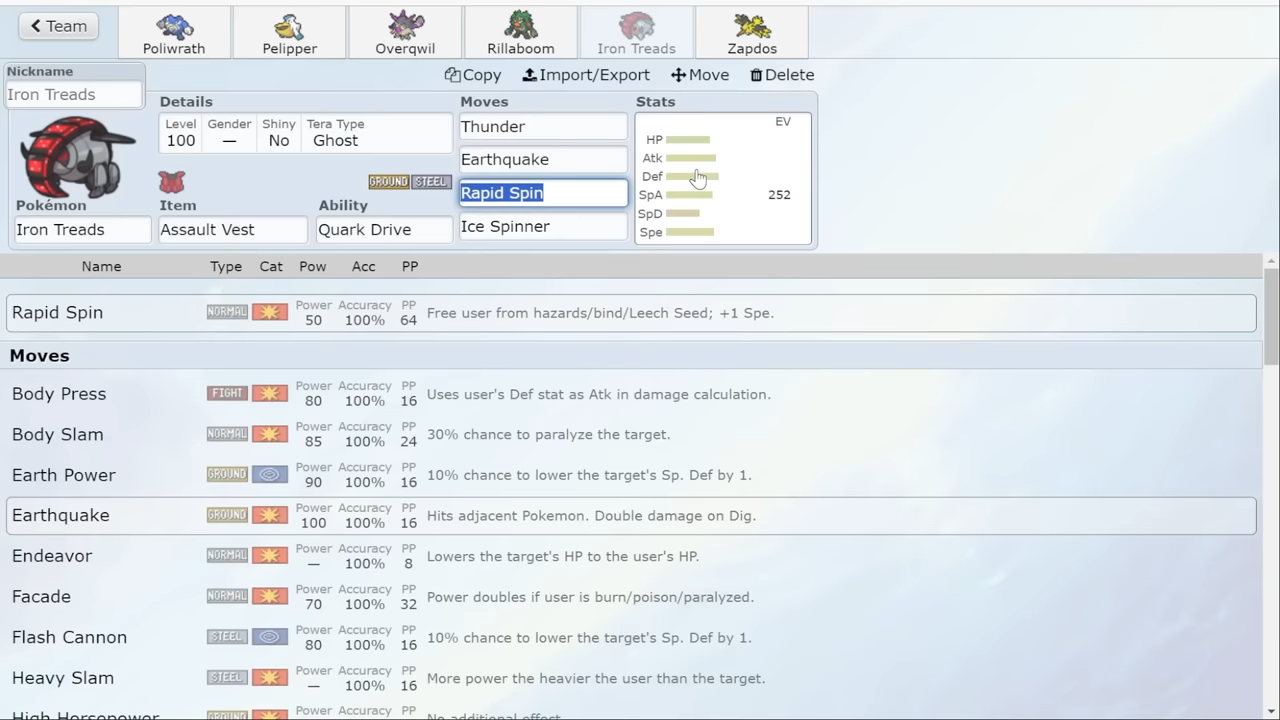 Team
Poliwrath
Pelipper
Overqwil
Rillaboom
Iron Treads
Zapdos
Nickname
Iron Treads
Copy
Import/Export
Move
Delete
Details
Level Gender Shiny Tera Type
100 — No Ghost
GROUND STEEL
Pokémon
Iron Treads
Item
Assault Vest
Ability
Quark Drive
Moves
Thunder
Earthquake
Rapid Spin
Ice Spinner
Stats
EV
HP
Atk
Def
SpA 252
SpD
Spe
Name Type Cat Pow Acc PP
Rapid Spin NORMAL Power 50 Accuracy 100% PP 64 Free user from hazards/bind/Leech Seed; +1 Spe.
Moves
Body Press FIGHT Power 80 Accuracy 100% PP 16 Uses user's Def stat as Atk in damage calculation.
Body Slam NORMAL Power 85 Accuracy 100% PP 24 30% chance to paralyze the target.
Earth Power GROUND Power 90 Accuracy 100% PP 16 10% chance to lower the target's Sp. Def by 1.
Earthquake GROUND Power 100 Accuracy 100% PP 16 Hits adjacent Pokemon. Double damage on Dig.
Endeavor NORMAL Power — Accuracy 100% PP 8 Lowers the target's HP to the user's HP.
Facade NORMAL Power 70 Accuracy 100% PP 32 Power doubles if user is burn/poison/paralyzed.
Flash Cannon STEEL Power 80 Accuracy 100% PP 16 10% chance to lower the target's Sp. Def by 1.
Heavy Slam STEEL Power — Accuracy 100% PP 16 More power the heavier the user than the target.
High Horsepower GROUND Power Accuracy PP No additional effect.